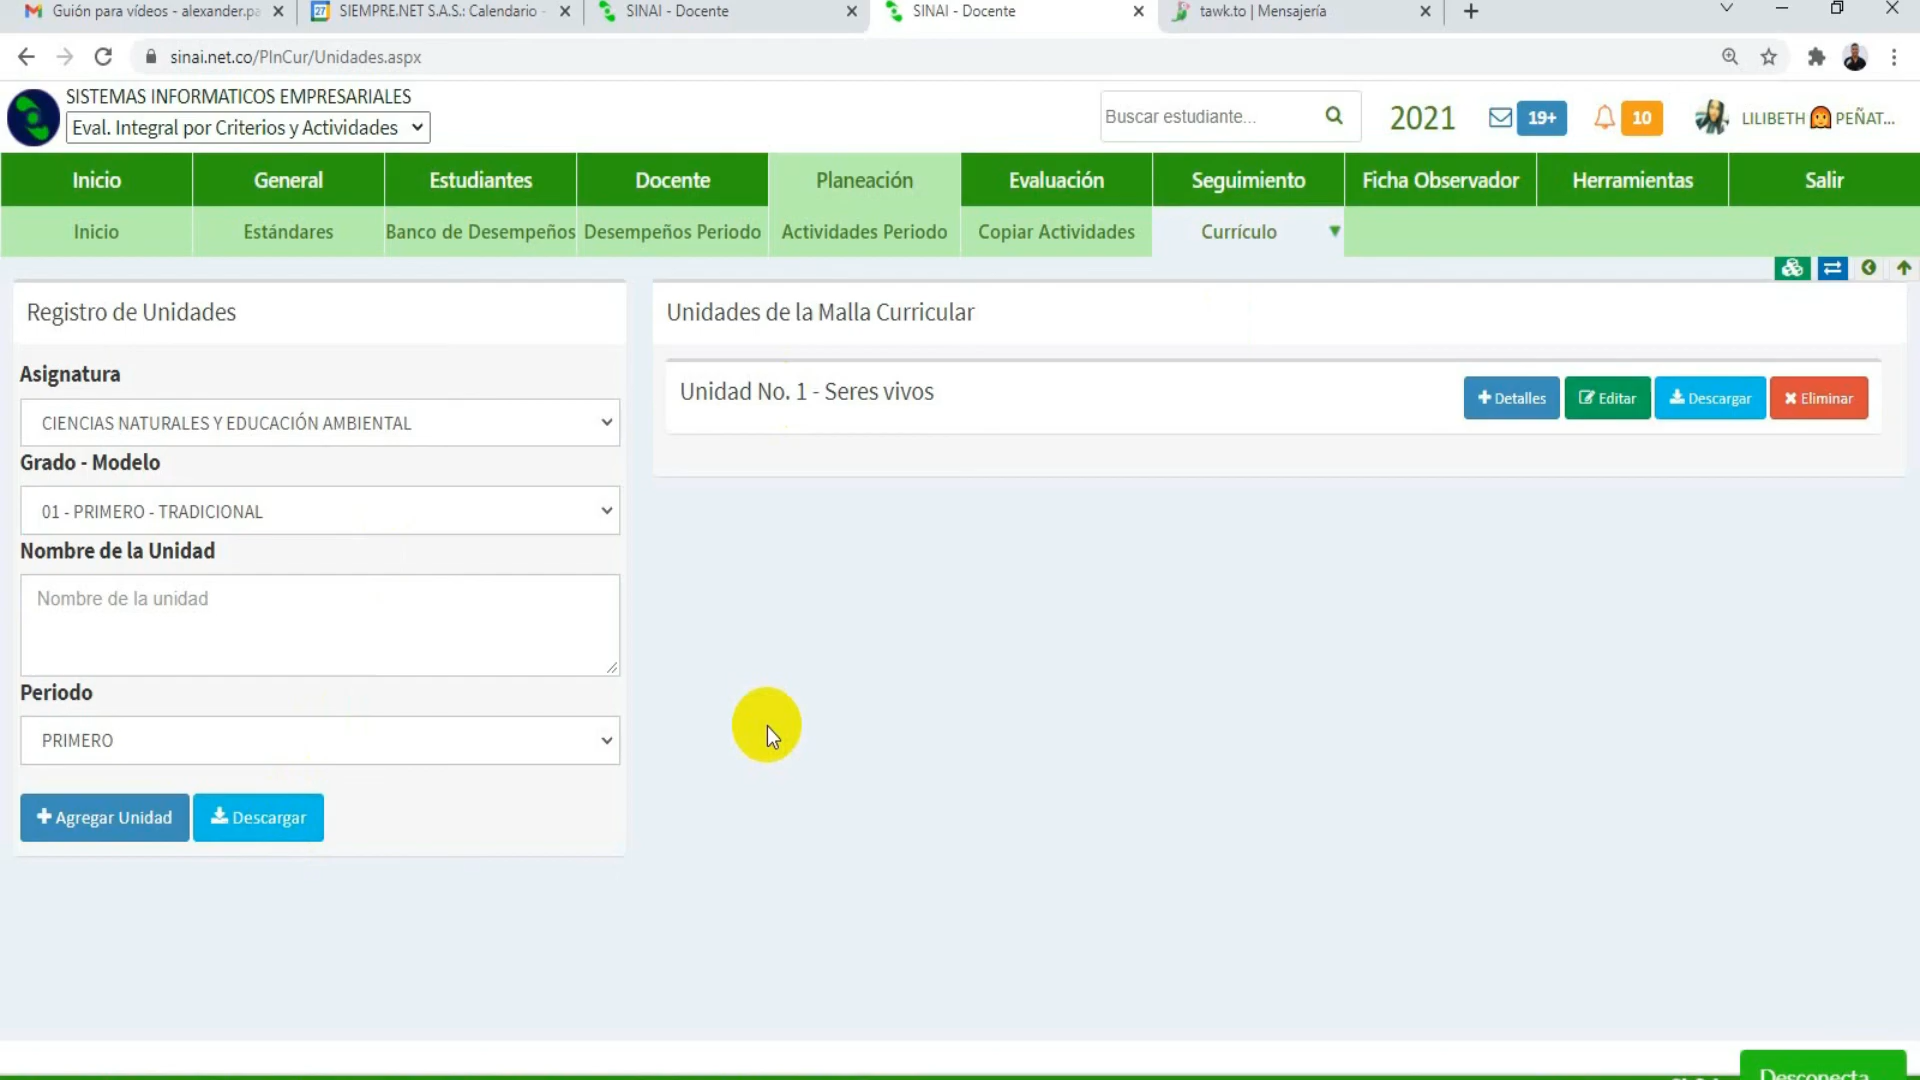 Guión para vídeos - alexander.pa
SIEMPRE.NET S.A.S.: Calendario -
SINAI - Docente
SINAI - Docente
tawk.to | Mensajería
sinai.net.co/PlnCur/Unidades.aspx
SISTEMAS INFORMATICOS EMPRESARIALES
Eval. Integral por Criterios y Actividades
Buscar estudiante...
2021
19+
10
LILIBETH PEÑAT...
Inicio
General
Estudiantes
Docente
Planeación
Evaluación
Seguimiento
Ficha Observador
Herramientas
Salir
Inicio
Estándares
Banco de Desempeños
Desempeños Periodo
Actividades Periodo
Copiar Actividades
Currículo
Registro de Unidades
Asignatura
CIENCIAS NATURALES Y EDUCACIÓN AMBIENTAL
Grado - Modelo
01 - PRIMERO - TRADICIONAL
Nombre de la Unidad
Nombre de la unidad
Periodo
PRIMERO
Agregar Unidad
Descargar
Unidades de la Malla Curricular
Unidad No. 1 - Seres vivos
Detalles
Editar
Descargar
Eliminar
Desconecta